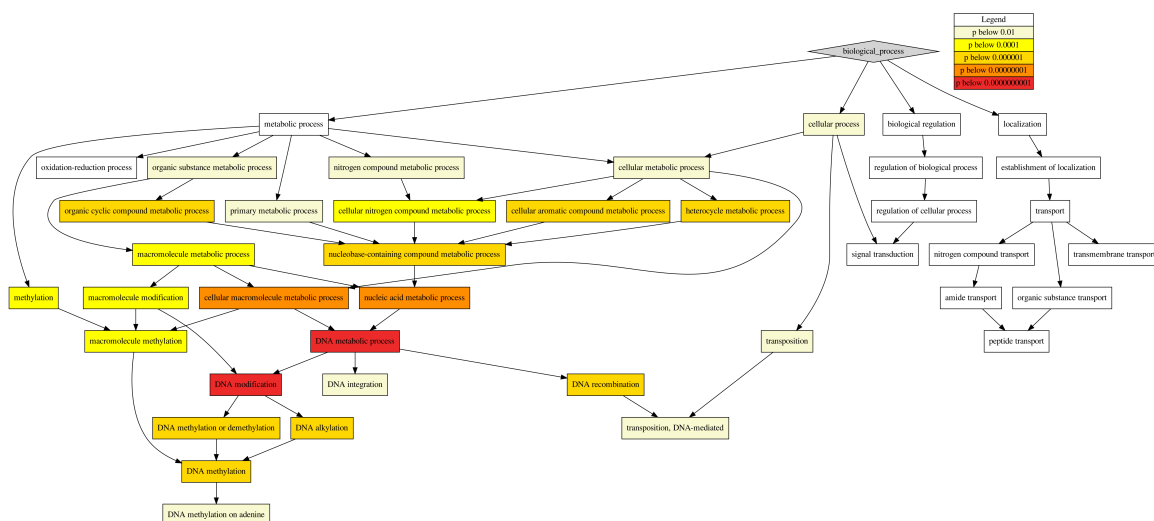 Legend
p below 0.01
p below 0.0001
p below 0.000001
p below 0.00000001
p below 0.0000000001
biological_process
metabolic process
cellular process
biological regulation
localization
oxidation-reduction process
organic substance metabolic process
nitrogen compound metabolic process
cellular metabolic process
regulation of biological process
establishment of localization
organic cyclic compound metabolic process
primary metabolic process
cellular nitrogen compound metabolic process
cellular aromatic compound metabolic process
heterocycle metabolic process
regulation of cellular process
transport
macromolecule metabolic process
nucleobase-containing compound metabolic process
signal transduction
nitrogen compound transport
transmembrane transport
methylation
macromolecule modification
cellular macromolecule metabolic process
nucleic acid metabolic process
amide transport
organic substance transport
macromolecule methylation
DNA metabolic process
transposition
peptide transport
DNA modification
DNA integration
DNA recombination
DNA methylation or demethylation
DNA alkylation
transposition, DNA-mediated
DNA methylation
DNA methylation on adenine